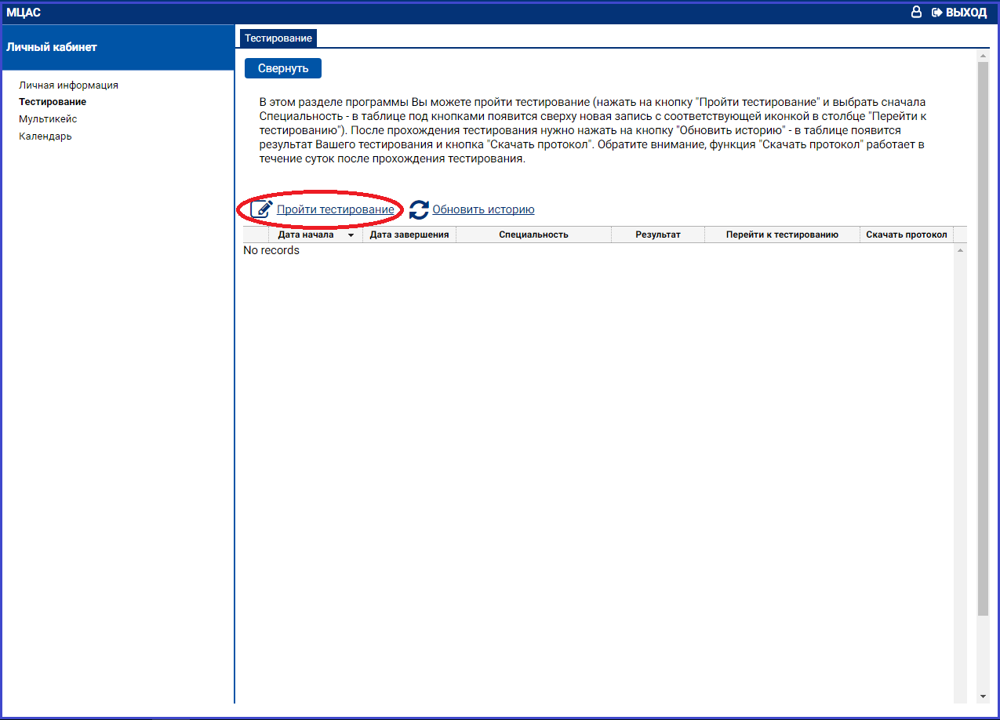 МЦАС
ВЫХОД
Личный кабинет
Личная информация
Тестирование
Мультикейс
Календарь
Тестирование
Свернуть
В этом разделе программы Вы можете пройти тестирование (нажать на кнопку "Пройти тестирование" и выбрать сначала
Специальность - в таблице под кнопками появится сверху новая запись с соответствующей иконкой в столбце "Перейти к
тестированию"). После прохождения тестирования нужно нажать на кнопку "Обновить историю" - в таблице появится
результат Вашего тестирования и кнопка "Скачать протокол". Обратите внимание, функция "Скачать протокол" работает в
течение суток после прохождения тестирования.
Пройти тестирование Обновить историю
Дата начала Дата завершения Специальность Результат Перейти к тестированию Скачать протокол
No records